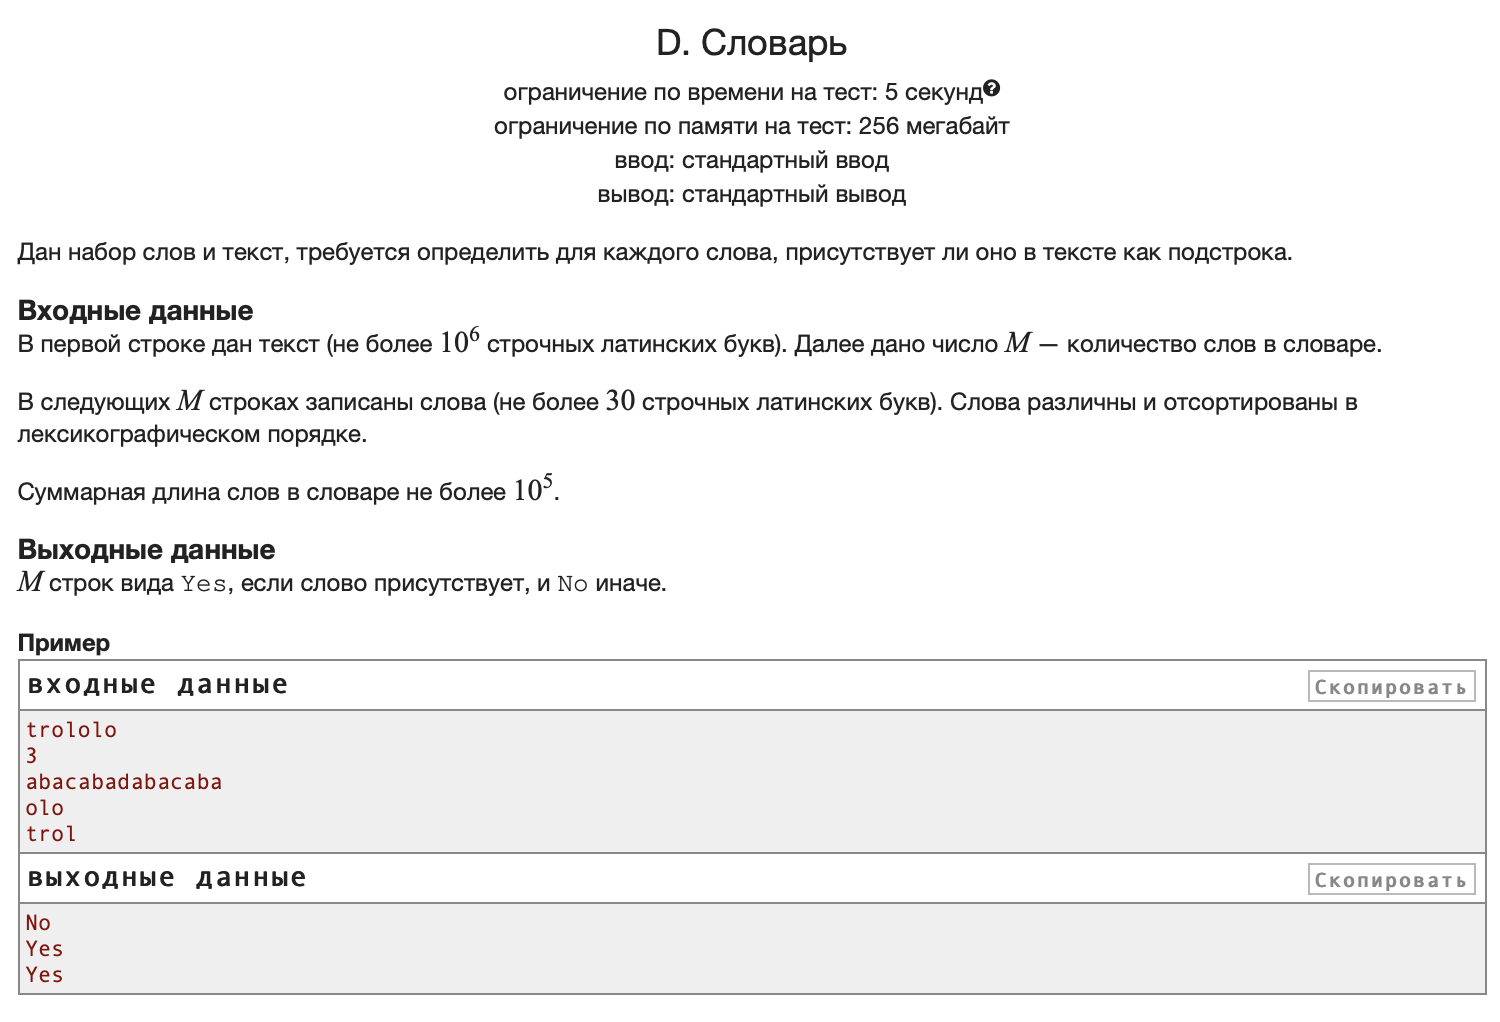 D. Словарь
ограничение по времени на тест: 5 секунд?
ограничение по памяти на тест: 256 мегабайт
ввод: стандартный ввод
вывод: стандартный вывод
Дан набор слов и текст, требуется определить для каждого слова, присутствует ли оно в тексте как подстрока.
Входные данные
В первой строке дан текст (не более 10^6 строчных латинских букв). Далее дано число M — количество слов в словаре.
В следующих M строках записаны слова (не более 30 строчных латинских букв). Слова различны и отсортированы в
лексикографическом порядке.
Суммарная длина слов в словаре не более 10^5.
Выходные данные
M строк вида Yes, если слово присутствует, и No иначе.
Пример
входные данные
Скопировать
trololo
3
abacabadabacaba
olo
trol
выходные данные
Скопировать
No
Yes
Yes